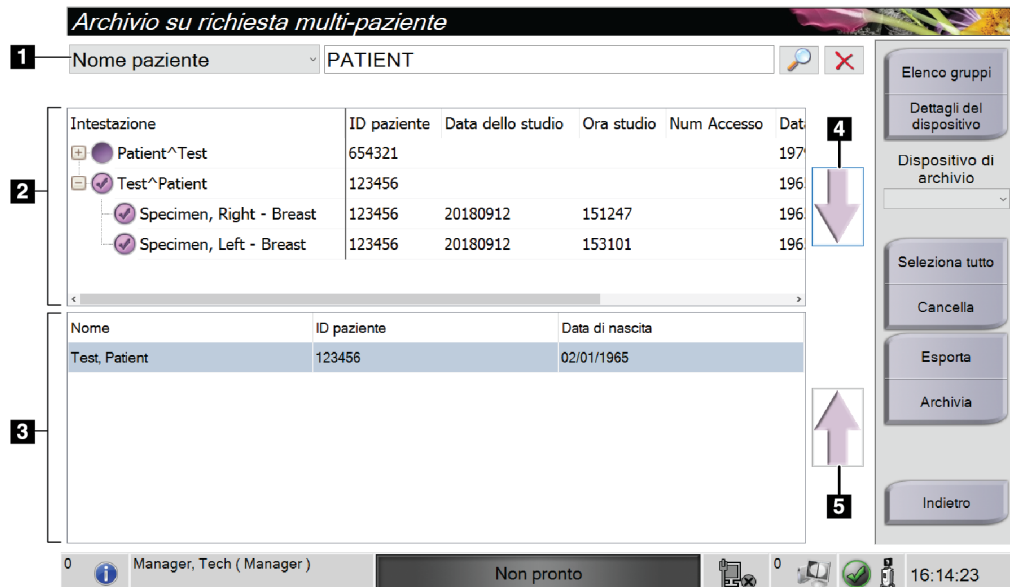 Archivio su richiesta multi-paziente
1
Nome paziente
PATIENT
Elenco gruppi
Dettagli del
dispositivo
Dispositivo di
archivio
2
Intestazione ID paziente Data dello studio Ora studio Num Accesso
Patient^Test 654321
Test^Patient 123456
Specimen, Right - Breast 123456 20180912 151247 196
Specimen, Left - Breast 123456 20180912 153101 196
4
Seleziona tutto
Cancella
3
Nome ID paziente Data di nascita
Test, Patient 123456 02/01/1965
Esporta
Archivia
5
Indietro
0 Manager, Tech ( Manager ) Non pronto 0 16:14:23